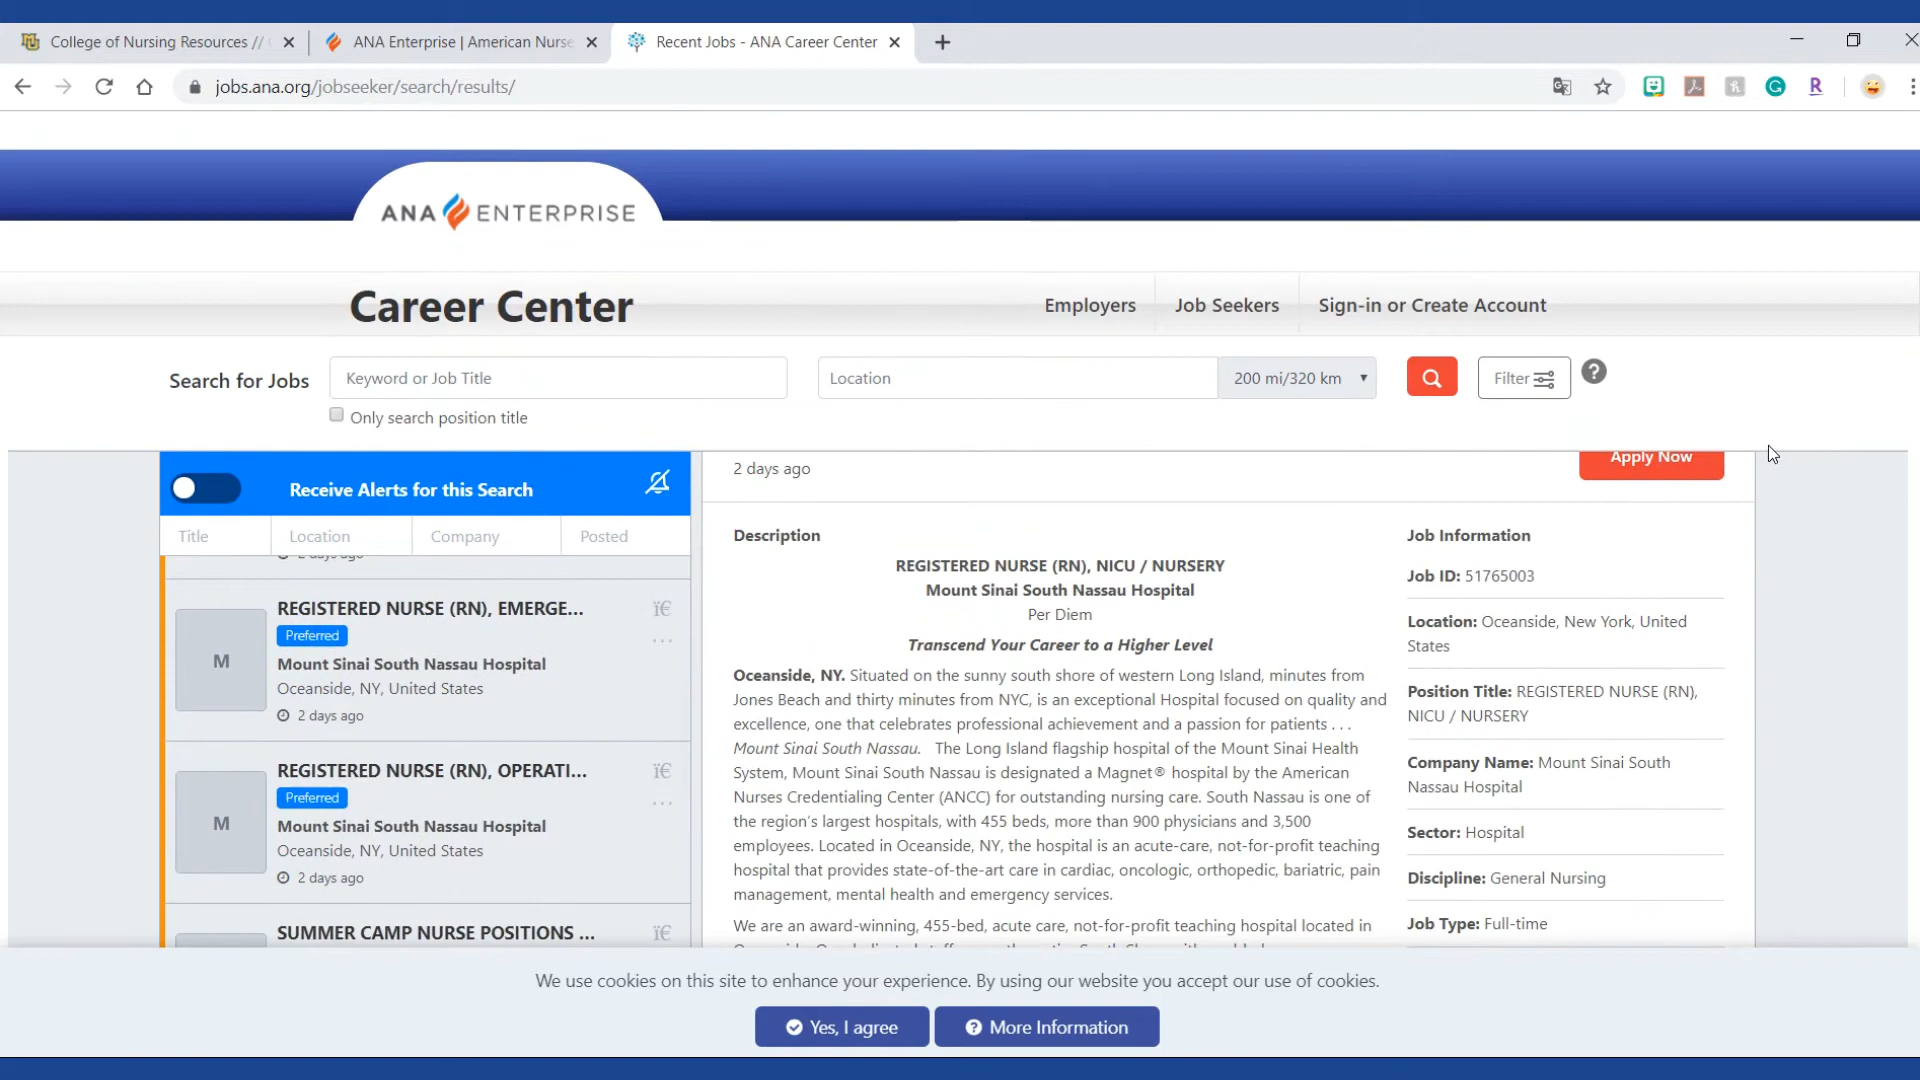 College of Nursing Resources //
ANA Enterprise | American Nurse
Recent Jobs - ANA Career Center
jobs.ana.org/jobseeker/search/results/
ANA ENTERPRISE
Career Center
Employers
Job Seekers
Sign-in or Create Account
Search for Jobs
Keyword or Job Title
Location
200 mi/320 km
Filter
Only search position title
Receive Alerts for this Search
Title
Location
Company
Posted
2 days ago
REGISTERED NURSE (RN), EMERGE...
ï€
Preferred
...
M
Mount Sinai South Nassau Hospital
Oceanside, NY, United States
2 days ago
REGISTERED NURSE (RN), OPERATI...
ï€
Preferred
...
M
Mount Sinai South Nassau Hospital
Oceanside, NY, United States
2 days ago
SUMMER CAMP NURSE POSITIONS ...
ï€
2 days ago
Apply Now
Description
REGISTERED NURSE (RN), NICU / NURSERY
Mount Sinai South Nassau Hospital
Per Diem
Transcend Your Career to a Higher Level
Oceanside, NY. Situated on the sunny south shore of western Long Island, minutes from
Jones Beach and thirty minutes from NYC, is an exceptional Hospital focused on quality and
excellence, one that celebrates professional achievement and a passion for patients . . .
Mount Sinai South Nassau. The Long Island flagship hospital of the Mount Sinai Health
System, Mount Sinai South Nassau is designated a Magnet® hospital by the American
Nurses Credentialing Center (ANCC) for outstanding nursing care. South Nassau is one of
the region's largest hospitals, with 455 beds, more than 900 physicians and 3,500
employees. Located in Oceanside, NY, the hospital is an acute-care, not-for-profit teaching
hospital that provides state-of-the-art care in cardiac, oncologic, orthopedic, bariatric, pain
management, mental health and emergency services.
We are an award-winning, 455-bed, acute care, not-for-profit teaching hospital located in
Job Information
Job ID: 51765003
Location: Oceanside, New York, United
States
Position Title: REGISTERED NURSE (RN),
NICU / NURSERY
Company Name: Mount Sinai South
Nassau Hospital
Sector: Hospital
Discipline: General Nursing
Job Type: Full-time
We use cookies on this site to enhance your experience. By using our website you accept our use of cookies.
Yes, I agree
More Information